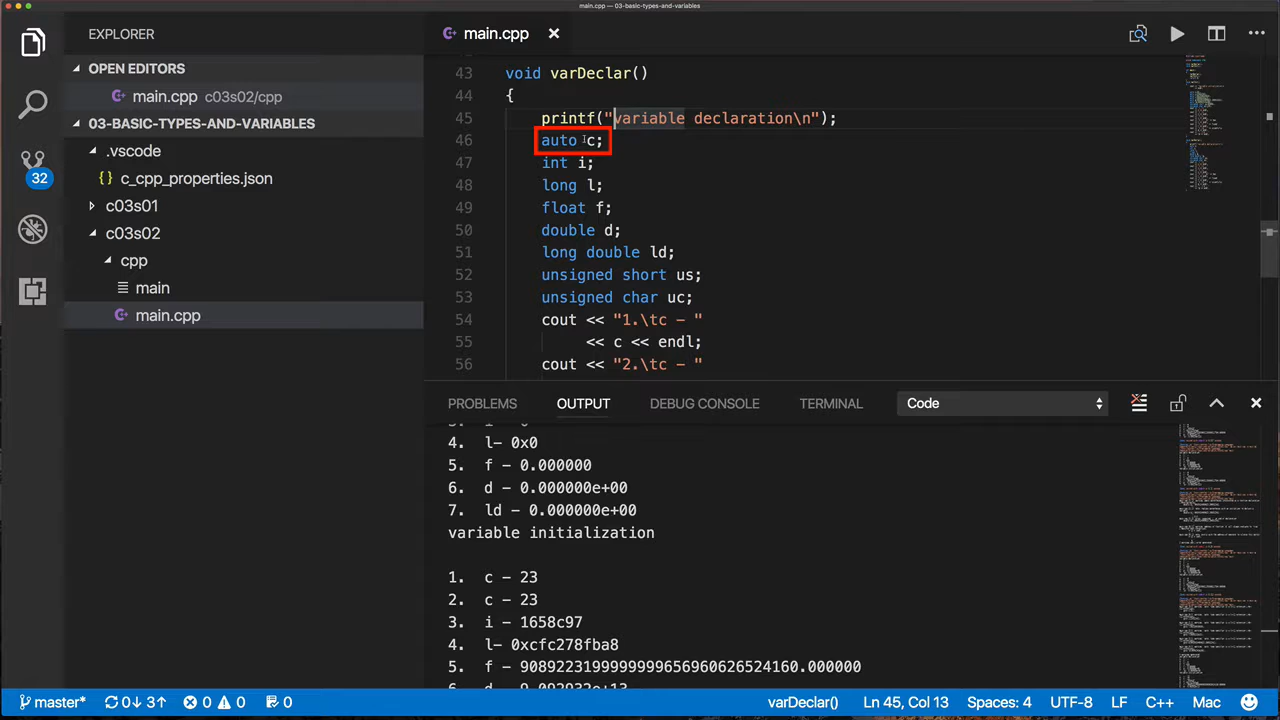 main.cpp — 03-basic-types-and-variables
EXPLORER
OPEN EDITORS
main.cpp c03s02/cpp
03-BASIC-TYPES-AND-VARIABLES
.vscode
{} c_cpp_properties.json
c03s01
c03s02
cpp
main
main.cpp
32
main.cpp
43 void varDeclar()
44 {
45 printf("variable declaration\n");
46 auto c;
47 int i;
48 long l;
49 float f;
50 double d;
51 long double ld;
52 unsigned short us;
53 unsigned char uc;
54 cout << "1.\tc - "
55 << c << endl;
56 cout << "2.\tc - "
PROBLEMS OUTPUT DEBUG CONSOLE TERMINAL Code
4. l- 0x0
5. f - 0.000000
6. d - 0.000000e+00
7. ld - 0.000000e+00
variable initialization
1. c - 23
2. c - 23
3. i - 1658c97
4. l-0xcc278fba8
5. f - 9089223199999999656960626524160.000000
master* 0↓ 3↑ 0 0 0 varDeclar() Ln 45, Col 13 Spaces: 4 UTF-8 LF C++ Mac